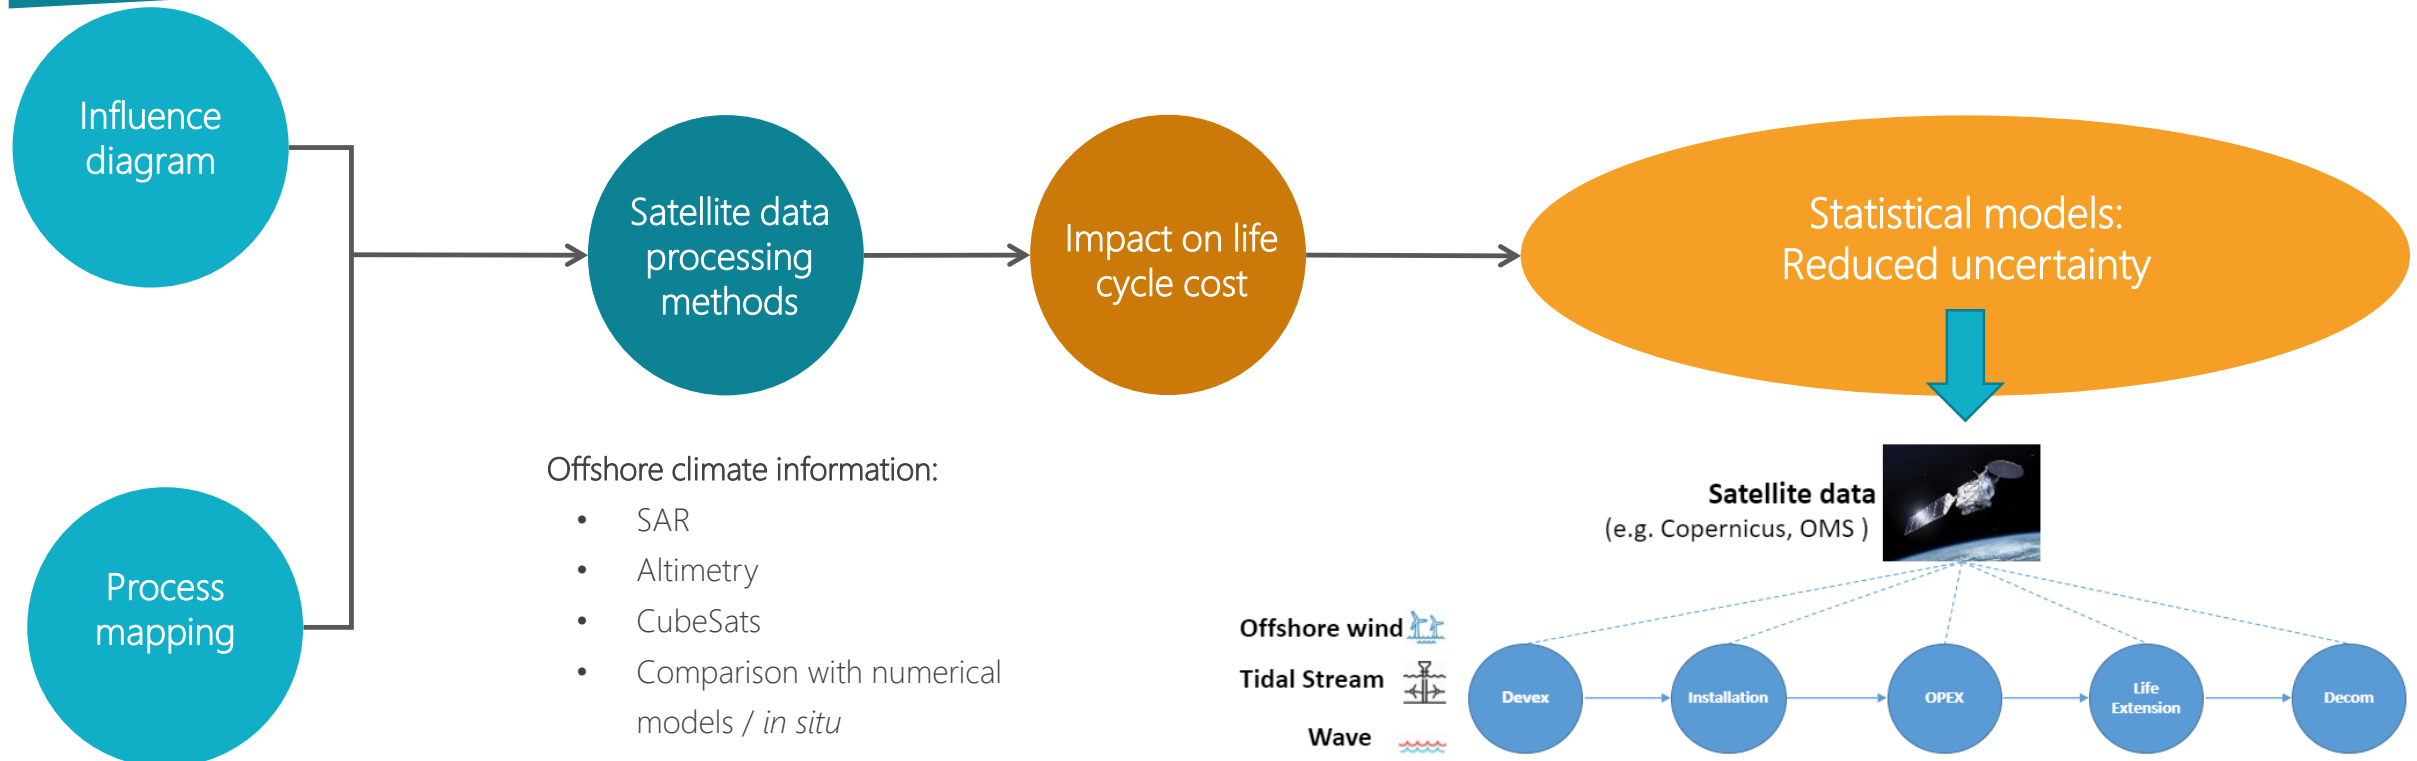 Influence
diagram
Satellite data
processing
methods
Impact on life
cycle cost
Statistical models:
Reduced uncertainty
Process
mapping
Offshore climate information:
• SAR
• Altimetry
• CubeSats
• Comparison with numerical
models / in situ
Satellite data
(e.g. Copernicus, OMS )
Offshore wind
Tidal Stream
Wave
Devex
Installation
OPEX
Life
Extension
Decom